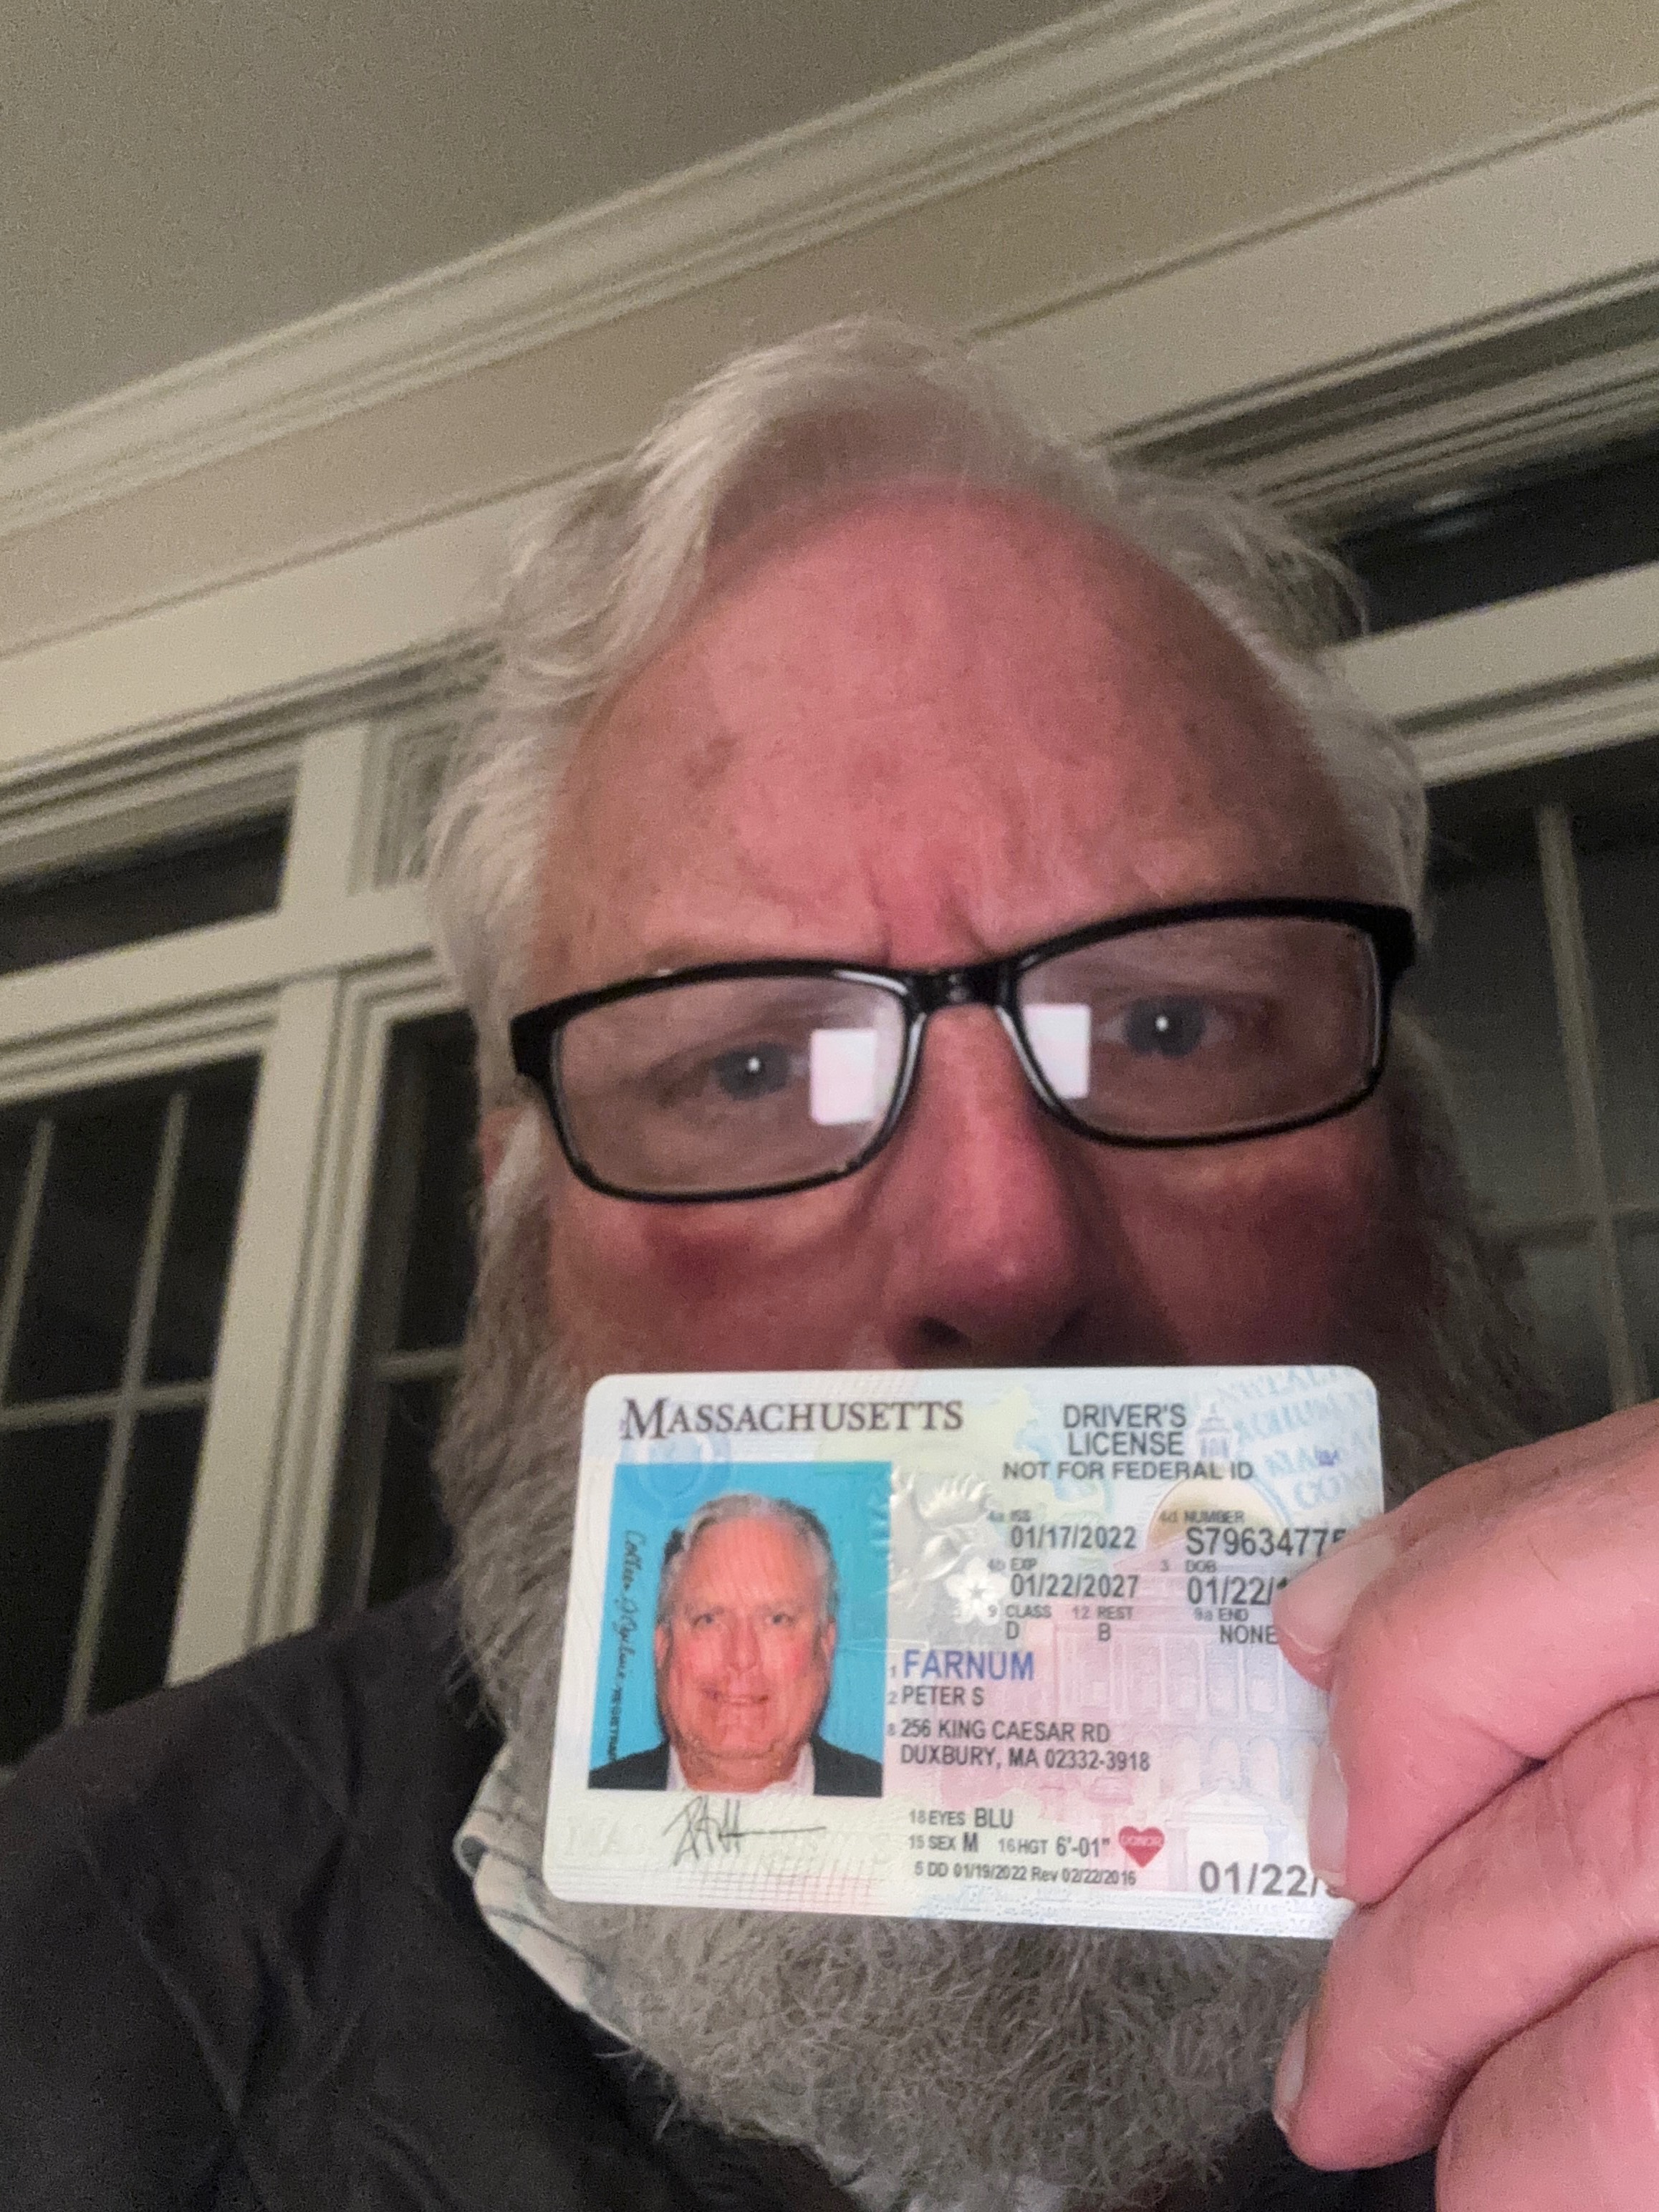 MASSACHUSETTS
DRIVER'S
LICENSE
NOT FOR FEDERAL ID
4a ISS
01/17/2022
4d NUMBER
4b EXP
01/22/2027
3 DOB
01/22/
9 CLASS
D
12 REST
B
9a END
NONE
1 FARNUM
2 PETER S
8 256 KING CAESAR RD
DUXBURY, MA 02332-3918
18 EYES BLU
15 SEX M 16 HGT 6'-01"
DONOR
5 DD 01/19/2022 Rev 02/22/2016
01/22/